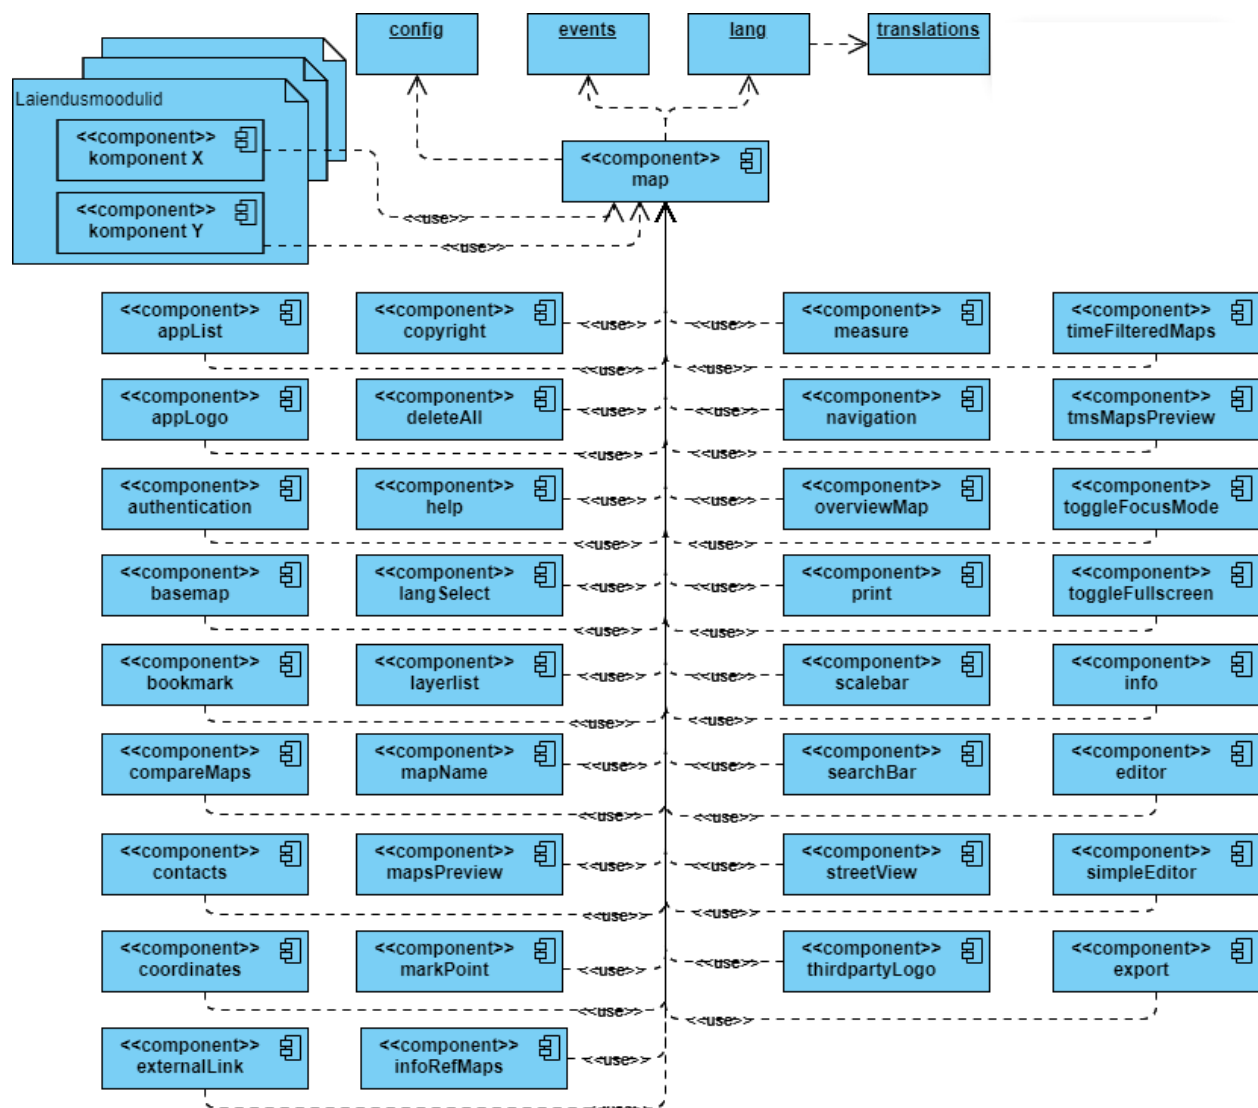 config
events
lang
translations
Laiendusmoodulid
<<component>>
komponent X
<<component>>
komponent Y
<<component>>
map
<<use>>
<<use>>
<<component>>
appList
<<component>>
copyright
<<use>>
<<use>>
<<component>>
measure
<<component>>
timeFilteredMaps
<<use>>
<<use>>
<<component>>
appLogo
<<component>>
deleteAll
<<use>>
<<use>>
<<component>>
navigation
<<component>>
tmsMapsPreview
<<use>>
<<use>>
<<component>>
authentication
<<component>>
help
<<use>>
<<use>>
<<component>>
overviewMap
<<component>>
toggleFocusMode
<<use>>
<<use>>
<<component>>
basemap
<<component>>
langSelect
<<use>>
<<use>>
<<component>>
print
<<component>>
toggleFullscreen
<<use>>
<<use>>
<<component>>
bookmark
<<component>>
layerlist
<<use>>
<<use>>
<<component>>
scalebar
<<component>>
info
<<use>>
<<use>>
<<component>>
compareMaps
<<component>>
mapName
<<use>>
<<use>>
<<component>>
searchBar
<<component>>
editor
<<use>>
<<use>>
<<component>>
contacts
<<component>>
mapsPreview
<<use>>
<<use>>
<<component>>
streetView
<<component>>
simpleEditor
<<use>>
<<use>>
<<component>>
coordinates
<<component>>
markPoint
<<use>>
<<use>>
<<component>>
thirdpartyLogo
<<component>>
export
<<use>>
<<use>>
<<component>>
externalLink
<<component>>
infoRefMaps
<<use>>
<<use>>